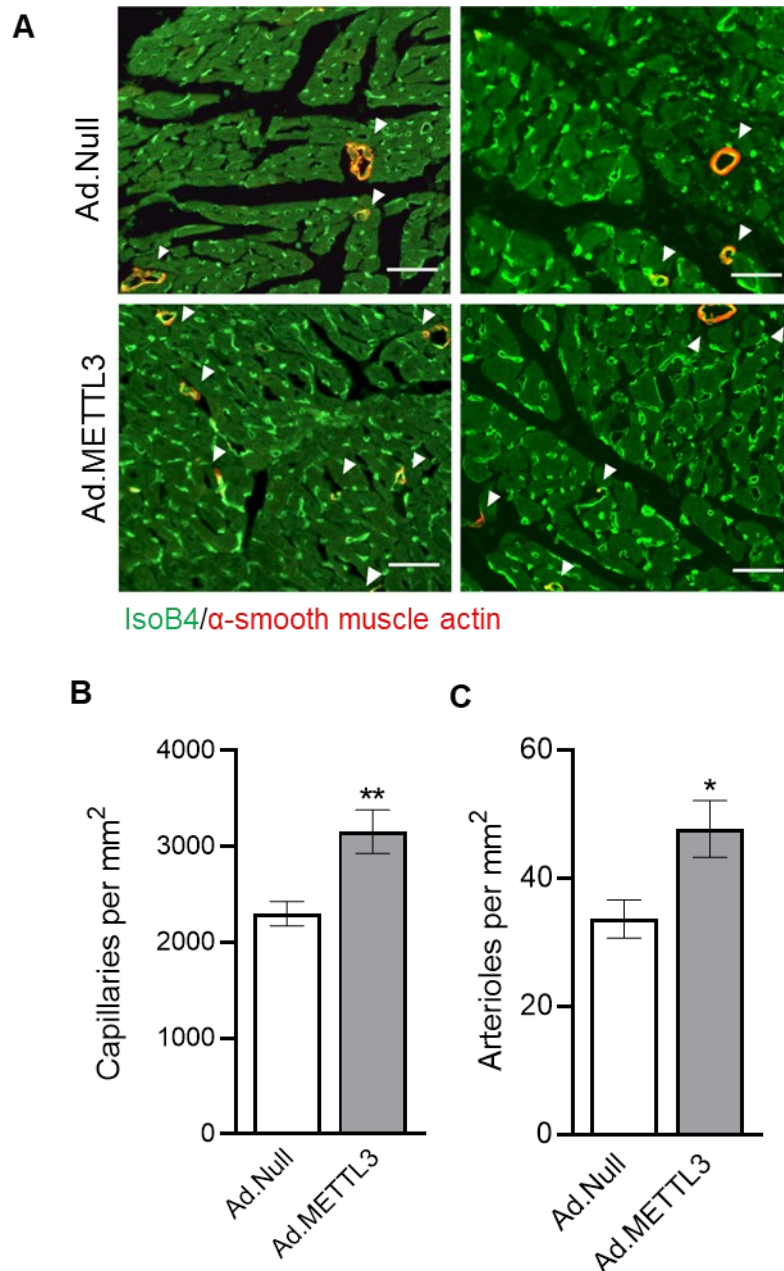 A
Ad.Null
Ad.METTL3
IsoB4/α-smooth muscle actin
B
C
4000
3000
2000
1000
0
Capillaries per mm²
**
Ad.Null
Ad.METTL3
60
40
20
0
Arterioles per mm²
*
Ad.Null
Ad.METTL3